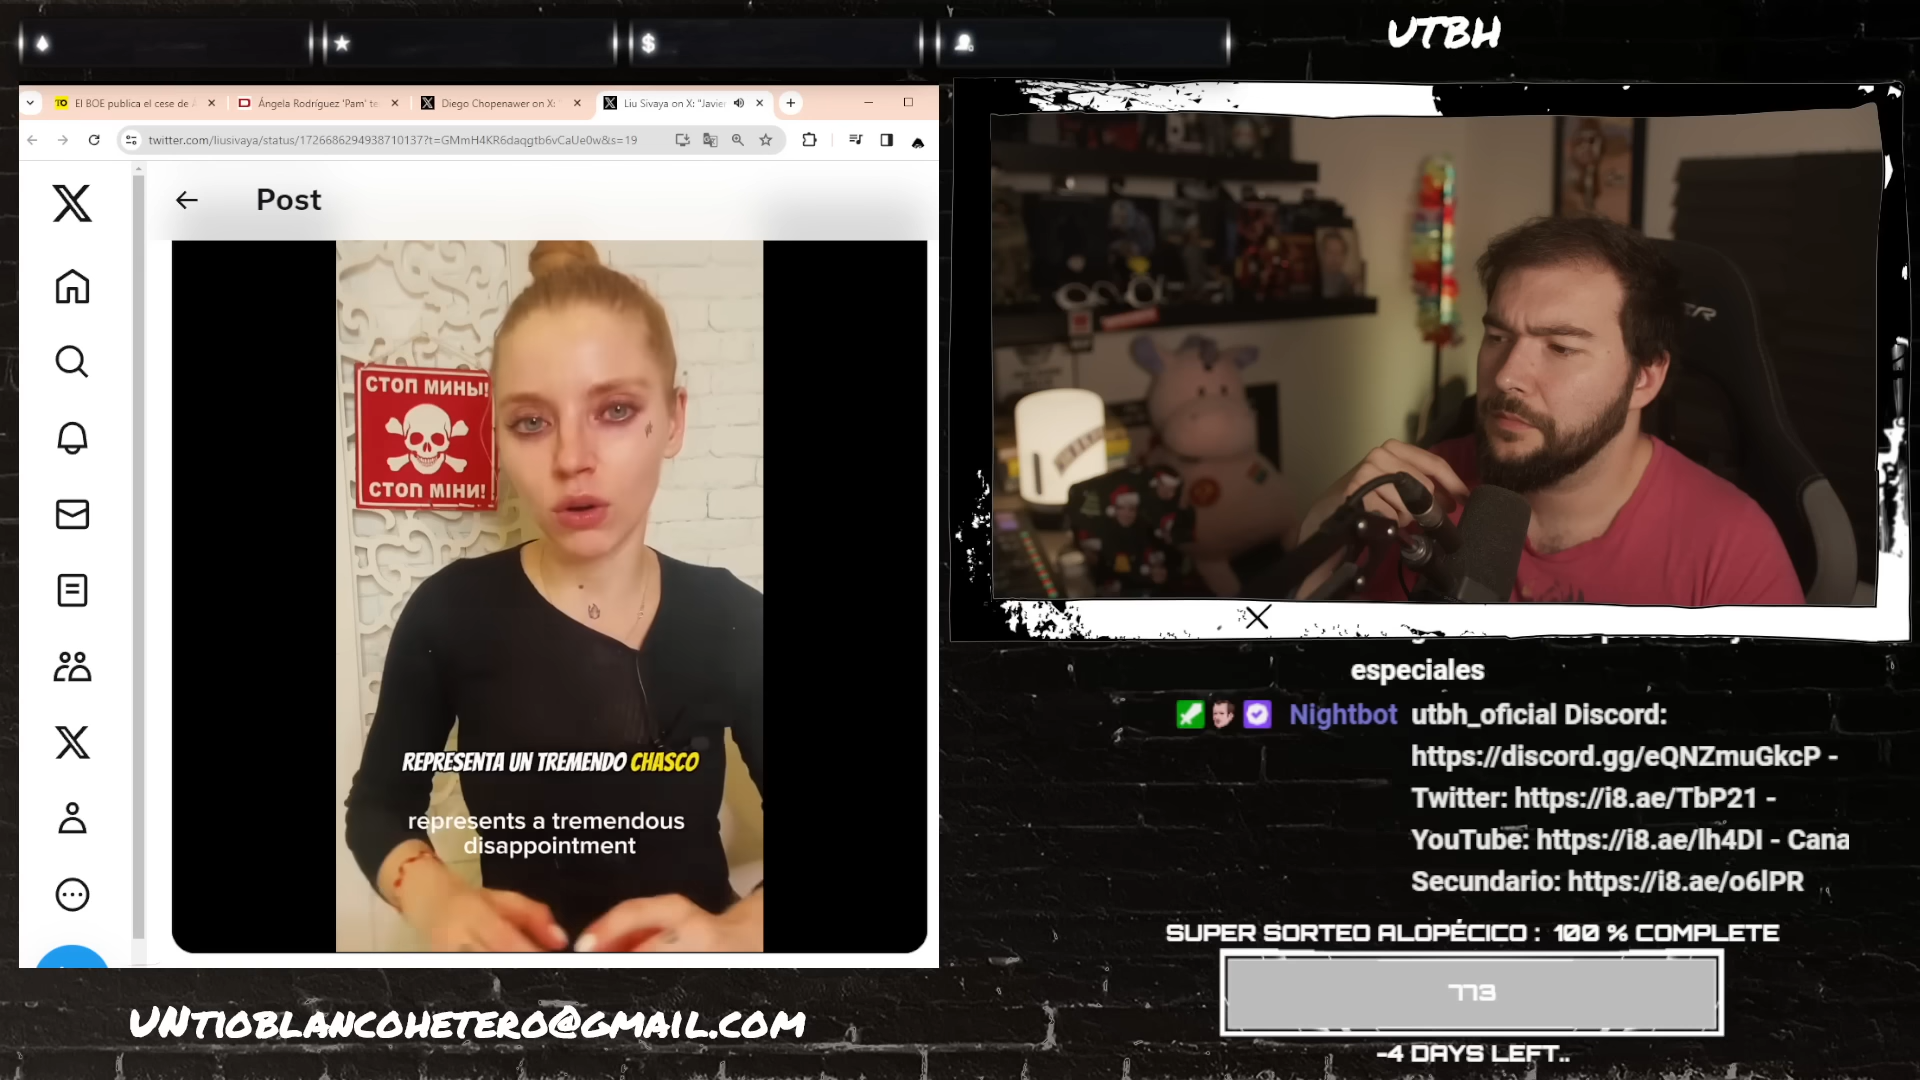 UTBH
El BOE publica el cese de
Ángela Rodríguez 'Pam' te
Diego Chopenawer on X: "
Liu Sivaya on X: "Javier
twitter.com/liusivaya/status/1726686294938710137?t=GMmH4KR6daqgtb6vCaUe0w&s=19
Post
СТОП МИНЫ!
СТОП МІНИ!
REPRESENTA UN TREMENDO CHASCO
represents a tremendous
disappointment
especiales
Nightbot utbh_oficial Discord:
https://discord.gg/eQNZmuGkcP -
Twitter: https://i8.ae/TbP21 -
YouTube: https://i8.ae/lh4DI - Cana
Secundario: https://i8.ae/o6lPR
SUPER SORTEO ALOPÉCICO : 100 % COMPLETE
773
-4 DAYS LEFT..
UNTIOBLANCOHETERO@GMAIL.COM